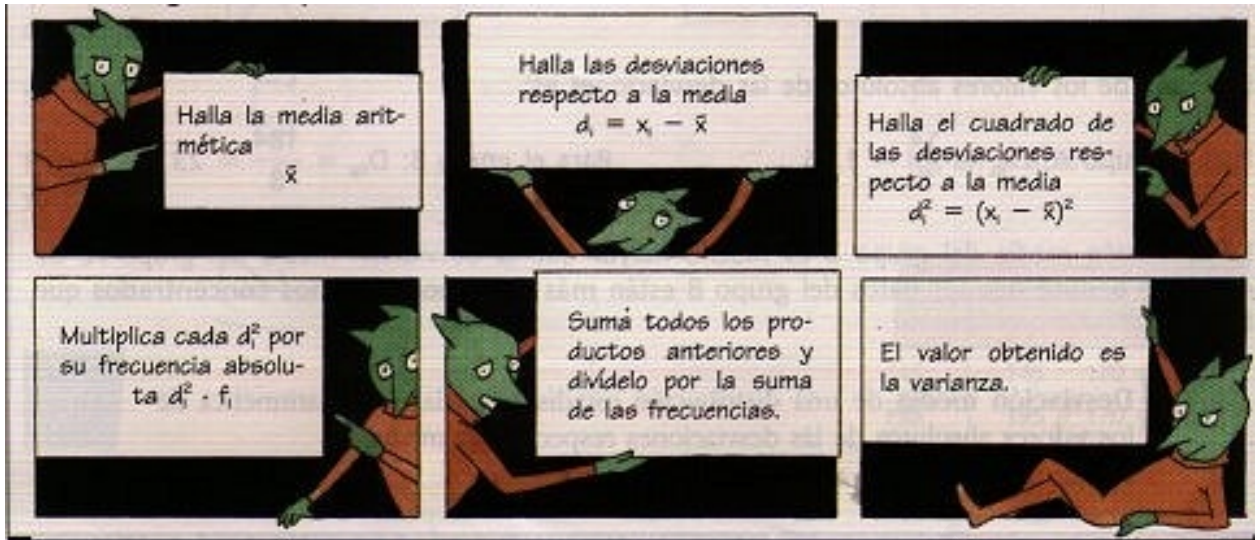 Halla la media arit-
mética
x̄
Halla las desviaciones
respecto a la media
dᵢ = xᵢ − x̄
Halla el cuadrado de
las desviaciones res-
pecto a la media
dᵢ² = (xᵢ − x̄)²
Multiplica cada dᵢ² por
su frecuencia absolu-
ta dᵢ² · fᵢ
Suma todos los pro-
ductos anteriores y
divídelo por la suma
de las frecuencias.
El valor obtenido es
la varianza.